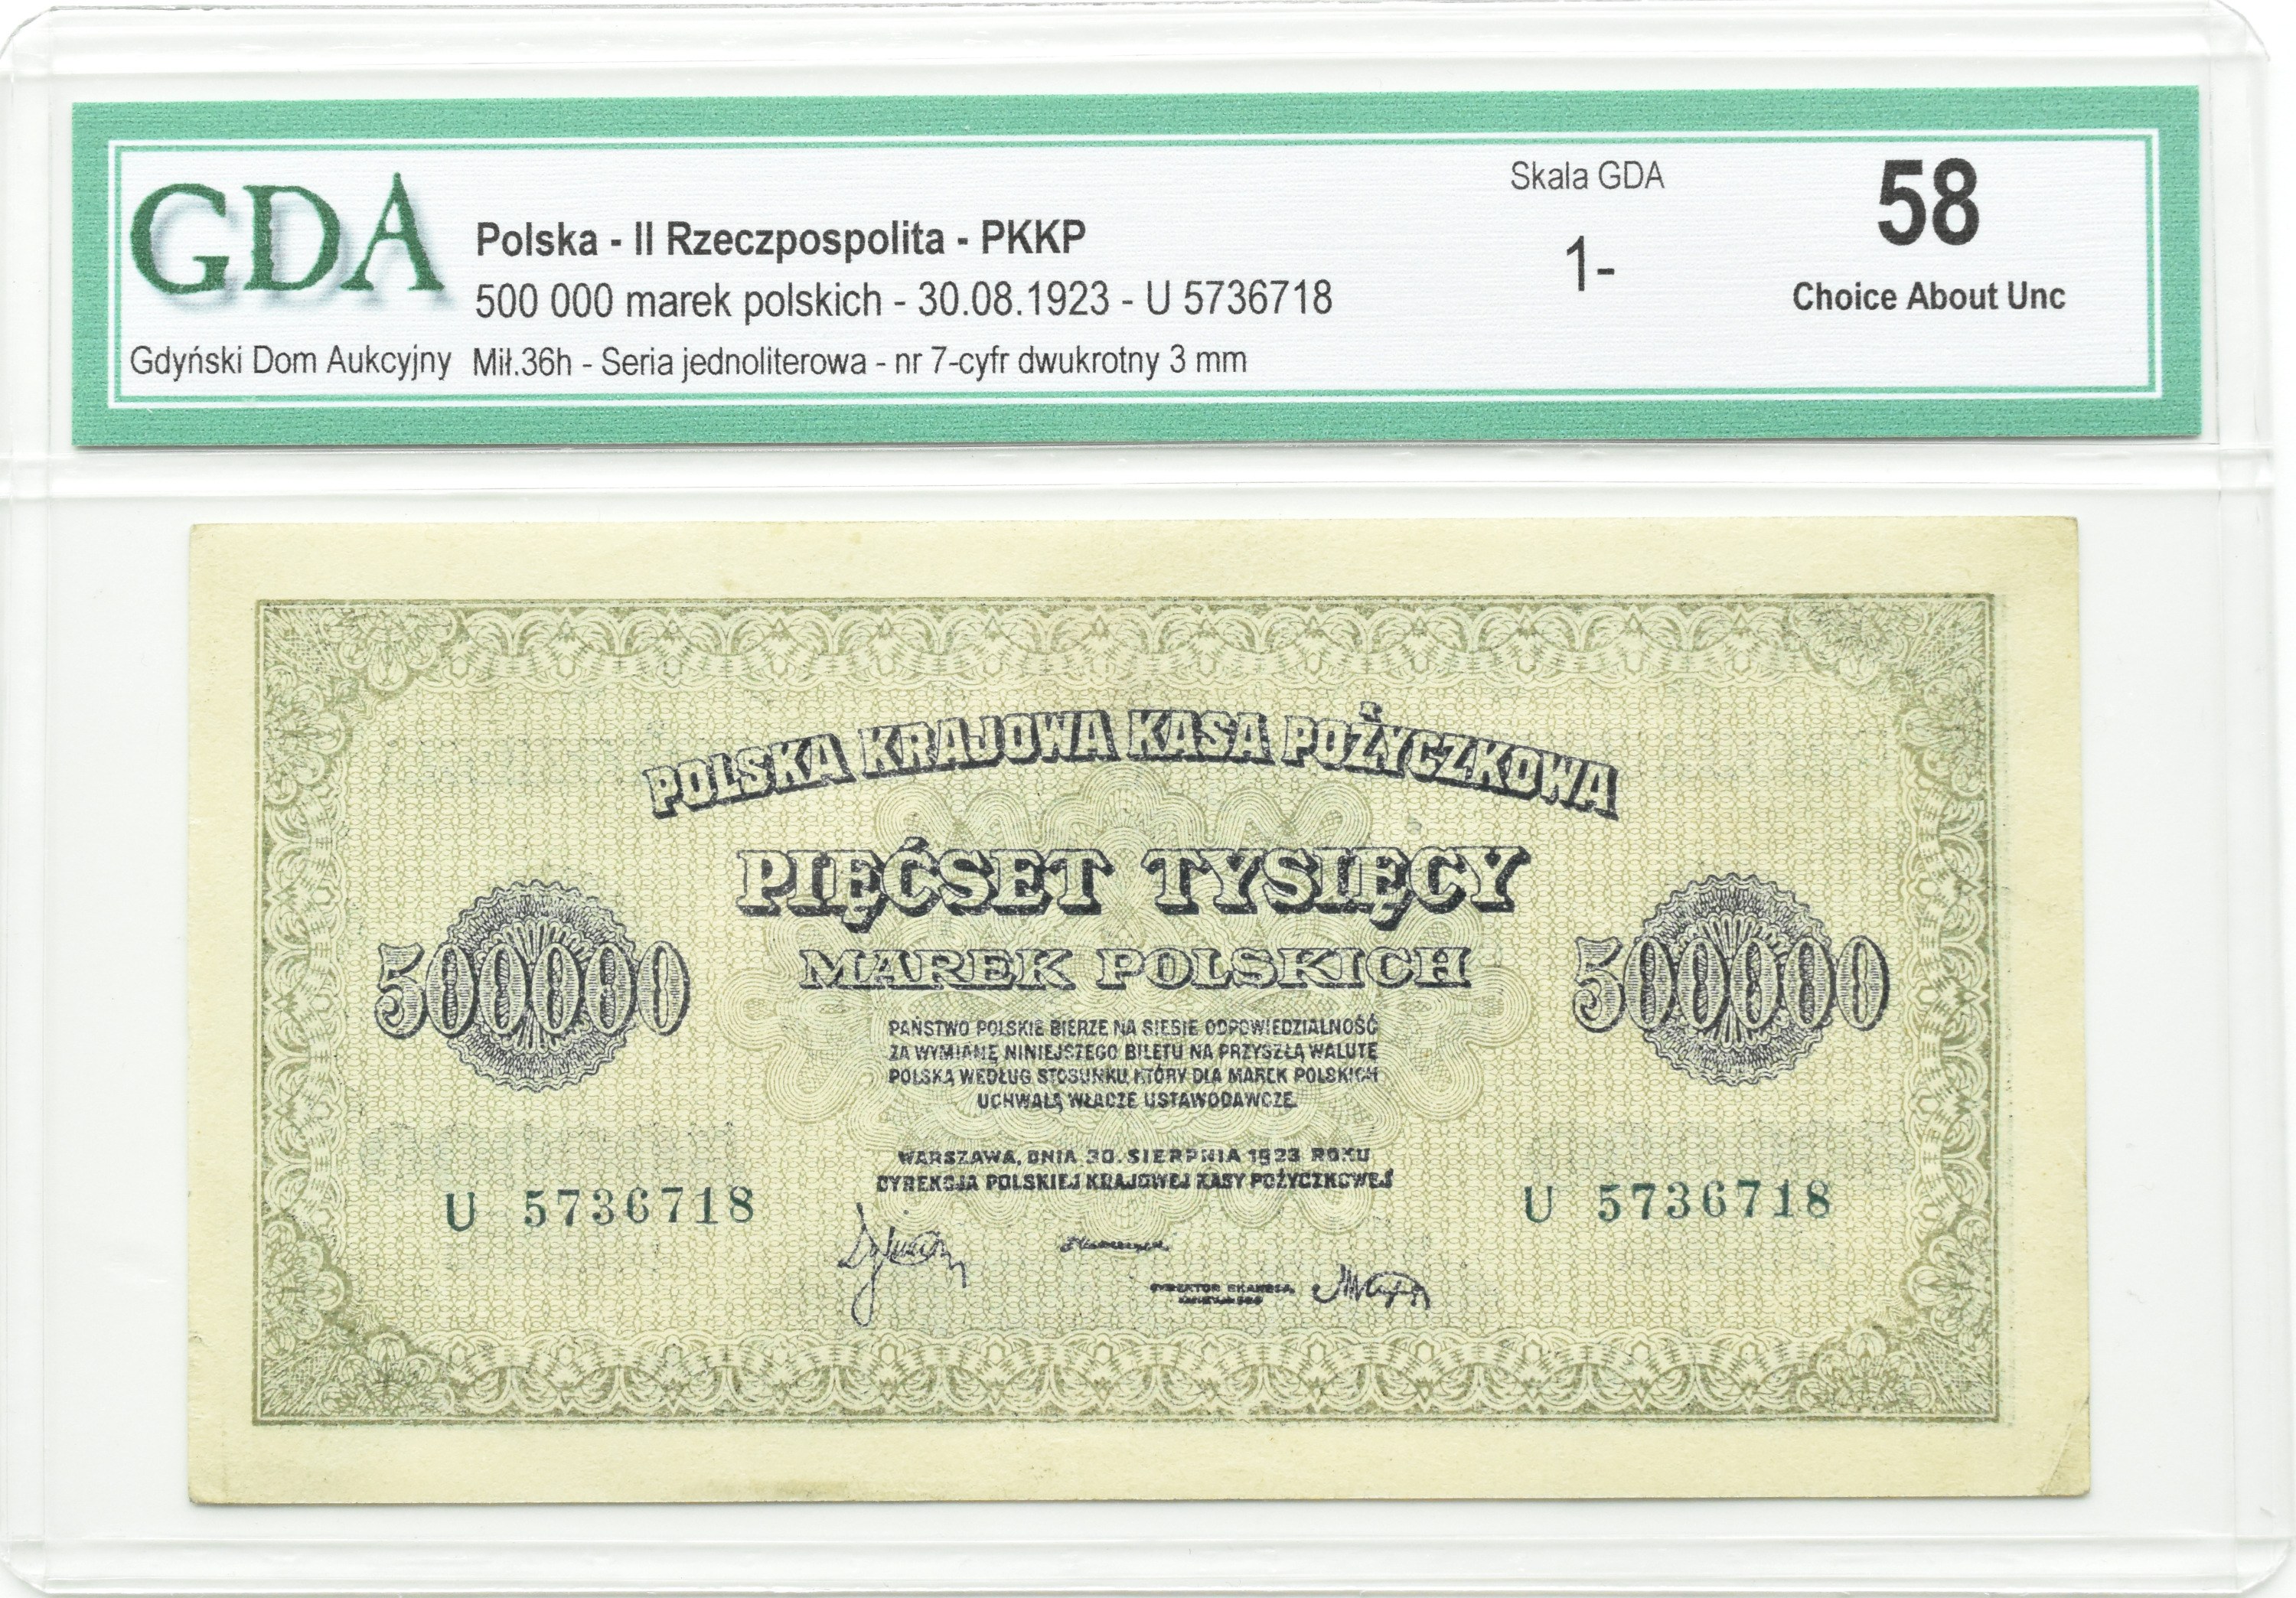 GDA
Gdyński Dom Aukcyjny
Polska - II Rzeczpospolita - PKKP
500 000 marek polskich - 30.08.1923 - U 5736718
Mił.36h - Seria jednoliterowa - nr 7-cyfr dwukrotny 3 mm
Skala GDA
1-
58
Choice About Unc
POLSKA KRAJOWA KASA POŻYCZKOWA
PIĘĆSET TYSIĘCY
MAREK POLSKICH
500000
500000
PAŃSTWO POLSKIE BIERZE NA SIEBIE ODPOWIEDZIALNOŚĆ
ZA WYMIANĘ NINIEJSZEGO BILETU NA PRZYSZŁĄ WALUTĘ
POLSKĄ WEDŁUG STOSUNKU, KTÓRY DLA MAREK POLSKICH
UCHWALĄ WŁADZE USTAWODAWCZE.
WARSZAWA, DNIA 30. SIERPNIA 1923 ROKU
DYREKCJA POLSKIEJ KRAJOWEJ KASY POŻYCZKOWEJ
U 5736718
U 5736718